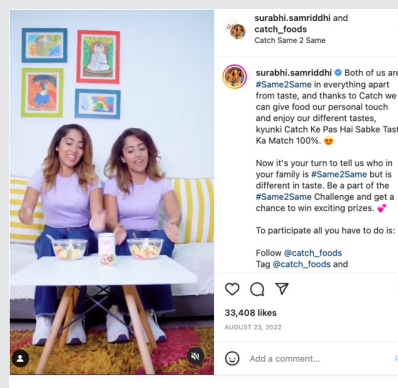 surabhi.samriddhi and
catch_foods
Catch Same 2 Same
surabhi.samriddhi Both of us are
#Same2Same in everything apart
from taste, and thanks to Catch we
can give food our personal touch
and enjoy our different tastes,
kyunki Catch Ke Pas Hai Sabke Tast
Ka Match 100%. 😍
Now it's your turn to tell us who in
your family is #Same2Same but is
different in taste. Be a part of the
#Same2Same Challenge and get a
chance to win exciting prizes. 💕
To participate all you have to do is:
Follow @catch_foods
Tag @catch_foods and
33,408 likes
AUGUST 23, 2022
Add a comment...